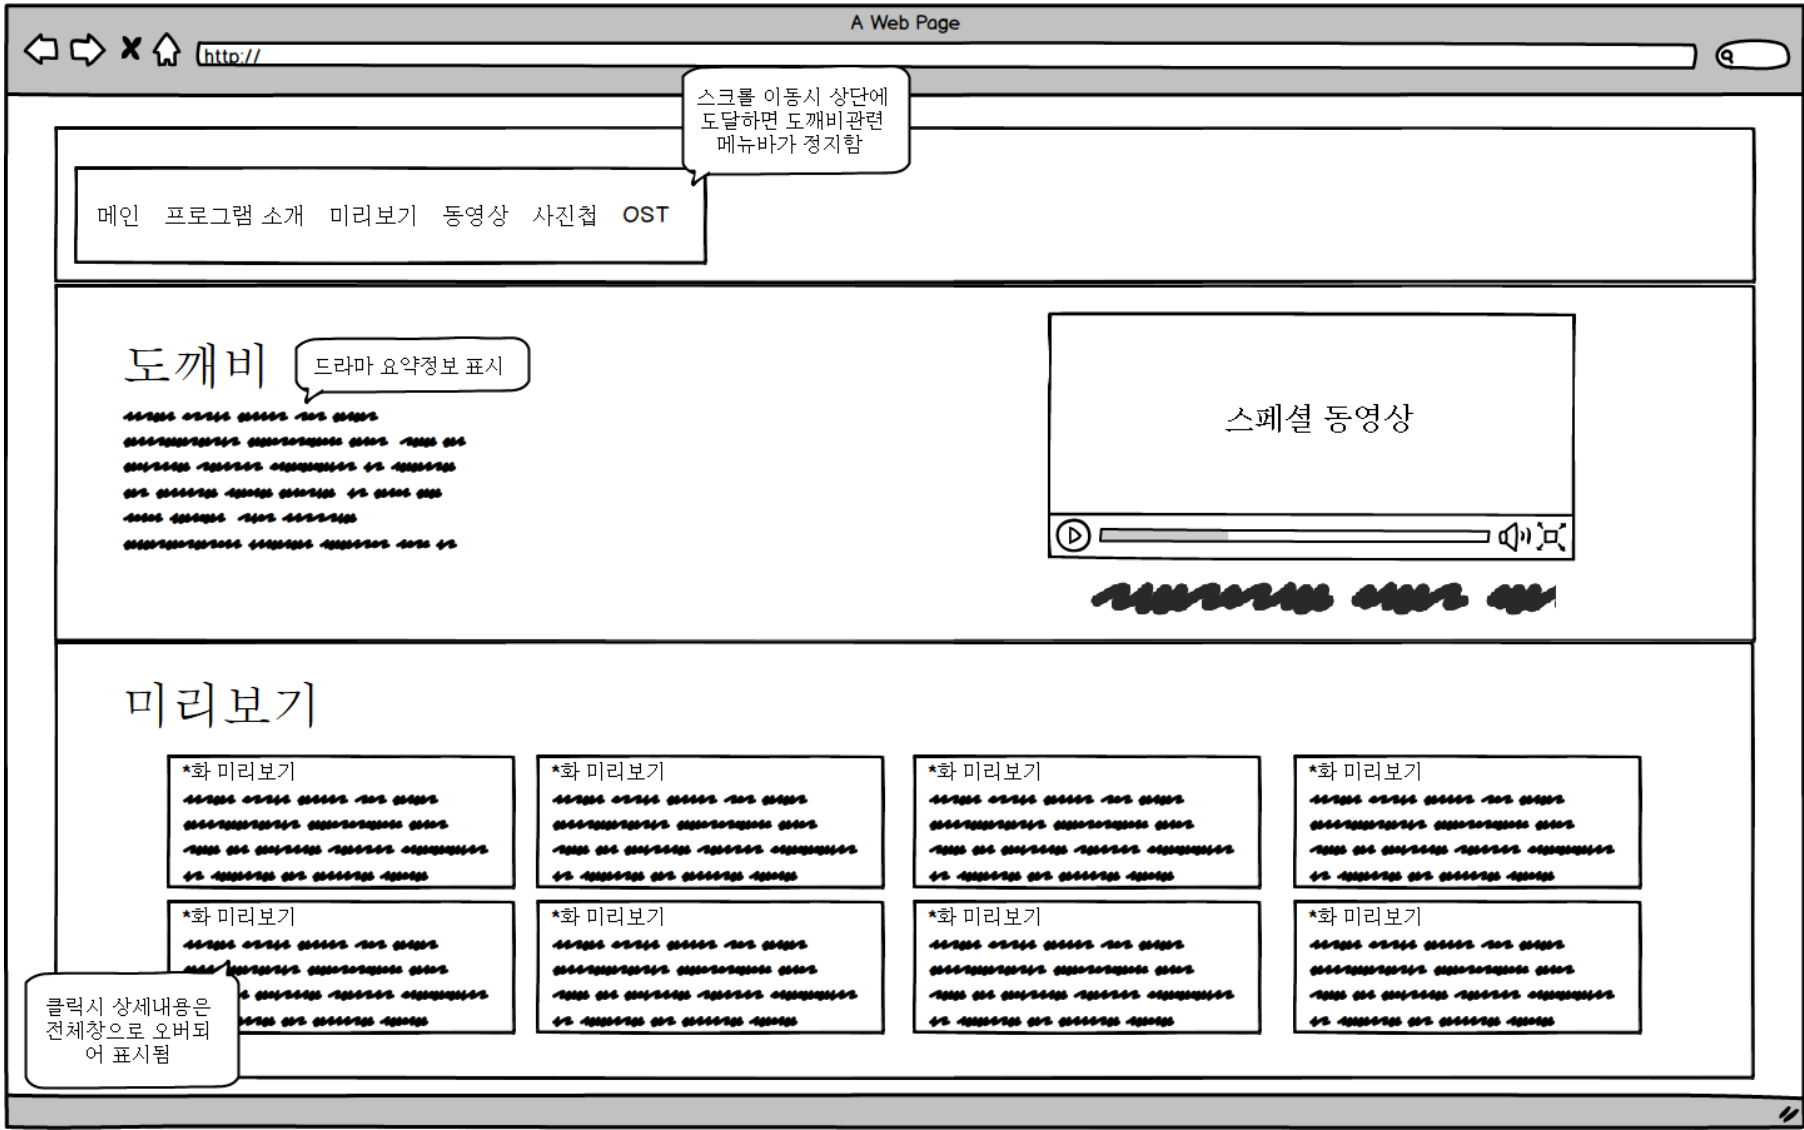 A Web Page
http://
스크롤 이동시 상단에
도달하면 도깨비관련
메뉴바가 정지함
메인 프로그램 소개 미리보기 동영상 사진첩 OST
도깨비
드라마 요약정보 표시
스페셜 동영상
미리보기
*화 미리보기 *화 미리보기 *화 미리보기 *화 미리보기
*화 미리보기 *화 미리보기 *화 미리보기 *화 미리보기
클릭시 상세내용은
전체창으로 오버되
어 표시됨